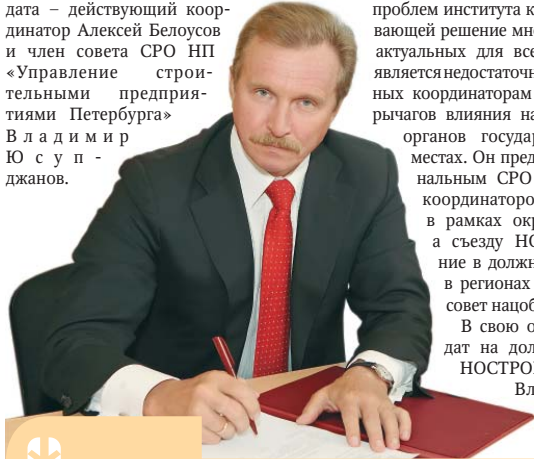 дата – действующий коор-
динатор Алексей Белоусов
и член совета СРО НП
«Управление строи-
тельными предприя-
тиями Петербурга»
Владимир
Юсуп-
джанов.
проблем института к
вающей решение мно
актуальных для все
является недостаточн
ных координаторам
рычагов влияния на
органов государ
местах. Он пред
нальным СРО
координаторо
в рамках окр
а съезду НО
ние в должн
в регионах
совет нацоб
В свою о
дат на дол
НОСТРО
Вл